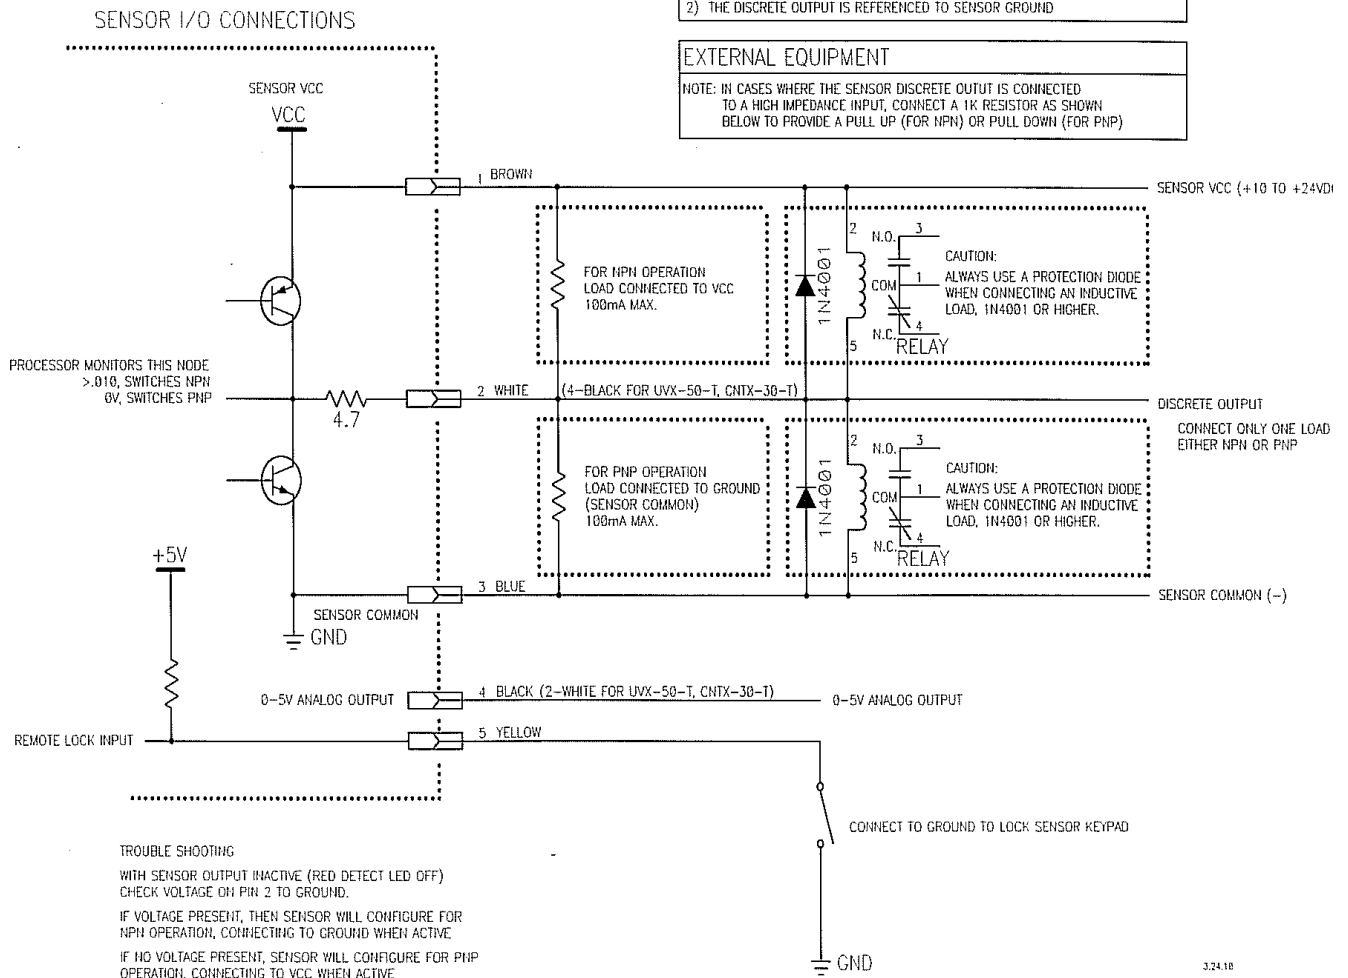 SENSOR I/O CONNECTIONS
2) THE DISCRETE OUTPUT IS REFERENCED TO SENSOR GROUND
EXTERNAL EQUIPMENT
NOTE: IN CASES WHERE THE SENSOR DISCRETE OUTUT IS CONNECTED
TO A HIGH IMPEDANCE INPUT, CONNECT A 1K RESISTOR AS SHOWN
BELOW TO PROVIDE A PULL UP (FOR NPN) OR PULL DOWN (FOR PNP)
SENSOR VCC
VCC
1 BROWN
SENSOR VCC (+10 TO +24VD
FOR NPN OPERATION
LOAD CONNECTED TO VCC
100mA MAX.
1N4001
2
5
N.O. 3
COM 1
N.C. 4
RELAY
CAUTION:
ALWAYS USE A PROTECTION DIODE
WHEN CONNECTING AN INDUCTIVE
LOAD, 1N4001 OR HIGHER.
PROCESSOR MONITORS THIS NODE
>.010, SWITCHES NPN
0V, SWITCHES PNP
4.7
2 WHITE (4-BLACK FOR UVX-50-T, CNTX-30-T)
DISCRETE OUTPUT
CONNECT ONLY ONE LOAD
EITHER NPN OR PNP
FOR PNP OPERATION
LOAD CONNECTED TO GROUND
(SENSOR COMMON)
100mA MAX.
1N4001
2
5
N.O. 3
COM 1
N.C. 4
RELAY
CAUTION:
ALWAYS USE A PROTECTION DIODE
WHEN CONNECTING AN INDUCTIVE
LOAD, 1N4001 OR HIGHER.
+5V
3 BLUE
SENSOR COMMON
SENSOR COMMON (-)
GND
0-5V ANALOG OUTPUT
4 BLACK (2-WHITE FOR UVX-50-T, CNTX-30-T)
0-5V ANALOG OUTPUT
REMOTE LOCK INPUT
5 YELLOW
CONNECT TO GROUND TO LOCK SENSOR KEYPAD
GND
TROUBLE SHOOTING
WITH SENSOR OUTPUT INACTIVE (RED DETECT LED OFF)
CHECK VOLTAGE ON PIN 2 TO GROUND.
IF VOLTAGE PRESENT, THEN SENSOR WILL CONFIGURE FOR
NPN OPERATION, CONNECTING TO GROUND WHEN ACTIVE
IF NO VOLTAGE PRESENT, SENSOR WILL CONFIGURE FOR PNP
OPERATION, CONNECTING TO VCC WHEN ACTIVE
3.24.10